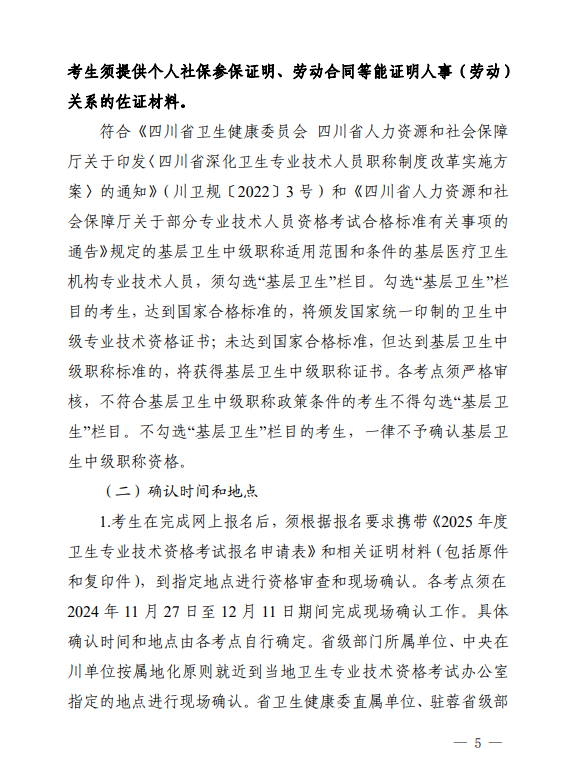 考生须提供个人社保参保证明、劳动合同等能证明人事（劳动）
关系的佐证材料。
符合《四川省卫生健康委员会 四川省人力资源和社会保障
厅关于印发〈四川省深化卫生专业技术人员职称制度改革实施方
案〉的通知》（川卫规〔2022〕3 号）和《四川省人力资源和社
会保障厅关于部分专业技术人员资格考试合格标准有关事项的
通告》规定的基层卫生中级职称适用范围和条件的基层医疗卫生
机构专业技术人员，须勾选“基层卫生”栏目。勾选“基层卫生”栏
目的考生，达到国家合格标准的，将颁发国家统一印制的卫生中
级专业技术资格证书；未达到国家合格标准，但达到基层卫生中
级职称标准的，将获得基层卫生中级职称证书。各考点须严格审
核，不符合基层卫生中级职称政策条件的考生不得勾选“基层卫
生”栏目。不勾选“基层卫生”栏目的考生，一律不予确认基层卫
生中级职称资格。
（二）确认时间和地点
1.考生在完成网上报名后，须根据报名要求携带《2025 年度
卫生专业技术资格考试报名申请表》和相关证明材料（包括原件
和复印件），到指定地点进行资格审查和现场确认。各考点须在
2024 年 11 月 27 日至 12 月 11 日期间完成现场确认工作。具体
确认时间和地点由各考点自行确定。省级部门所属单位、中央在
川单位按属地化原则就近到当地卫生专业技术资格考试办公室
指定的地点进行现场确认。省卫生健康委直属单位、驻蓉省级部
— 5 —